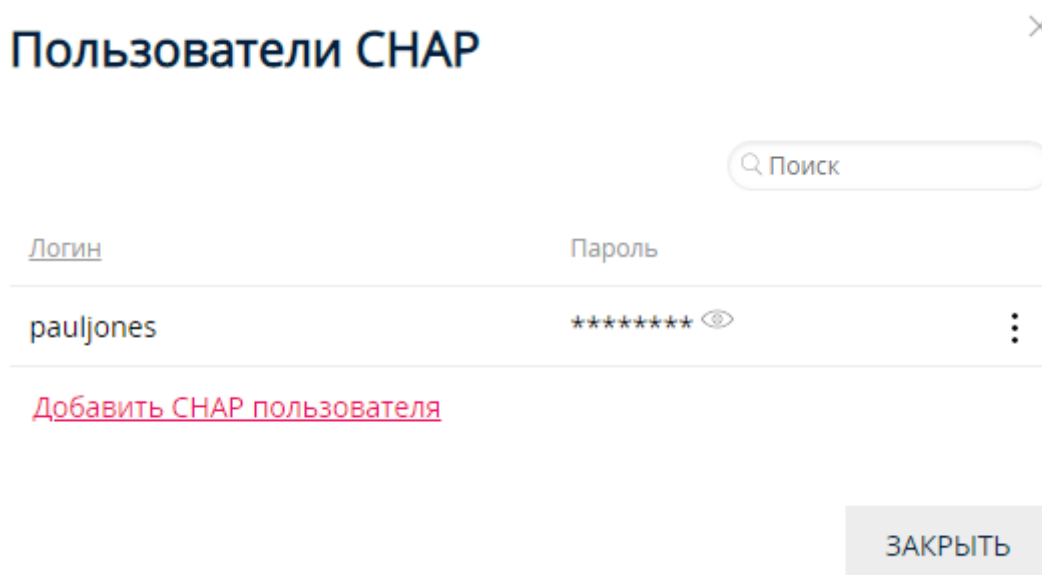 Пользователи CHAP
Поиск
Логин Пароль
pauljones ********
Добавить CHAP пользователя
ЗАКРЫТЬ